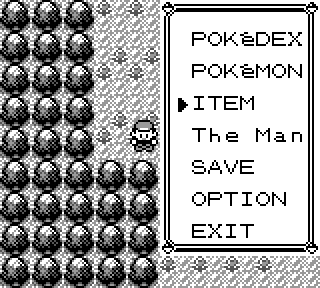 POKéDEX
POKéMON
ITEM
The Man
SAVE
OPTION
EXIT